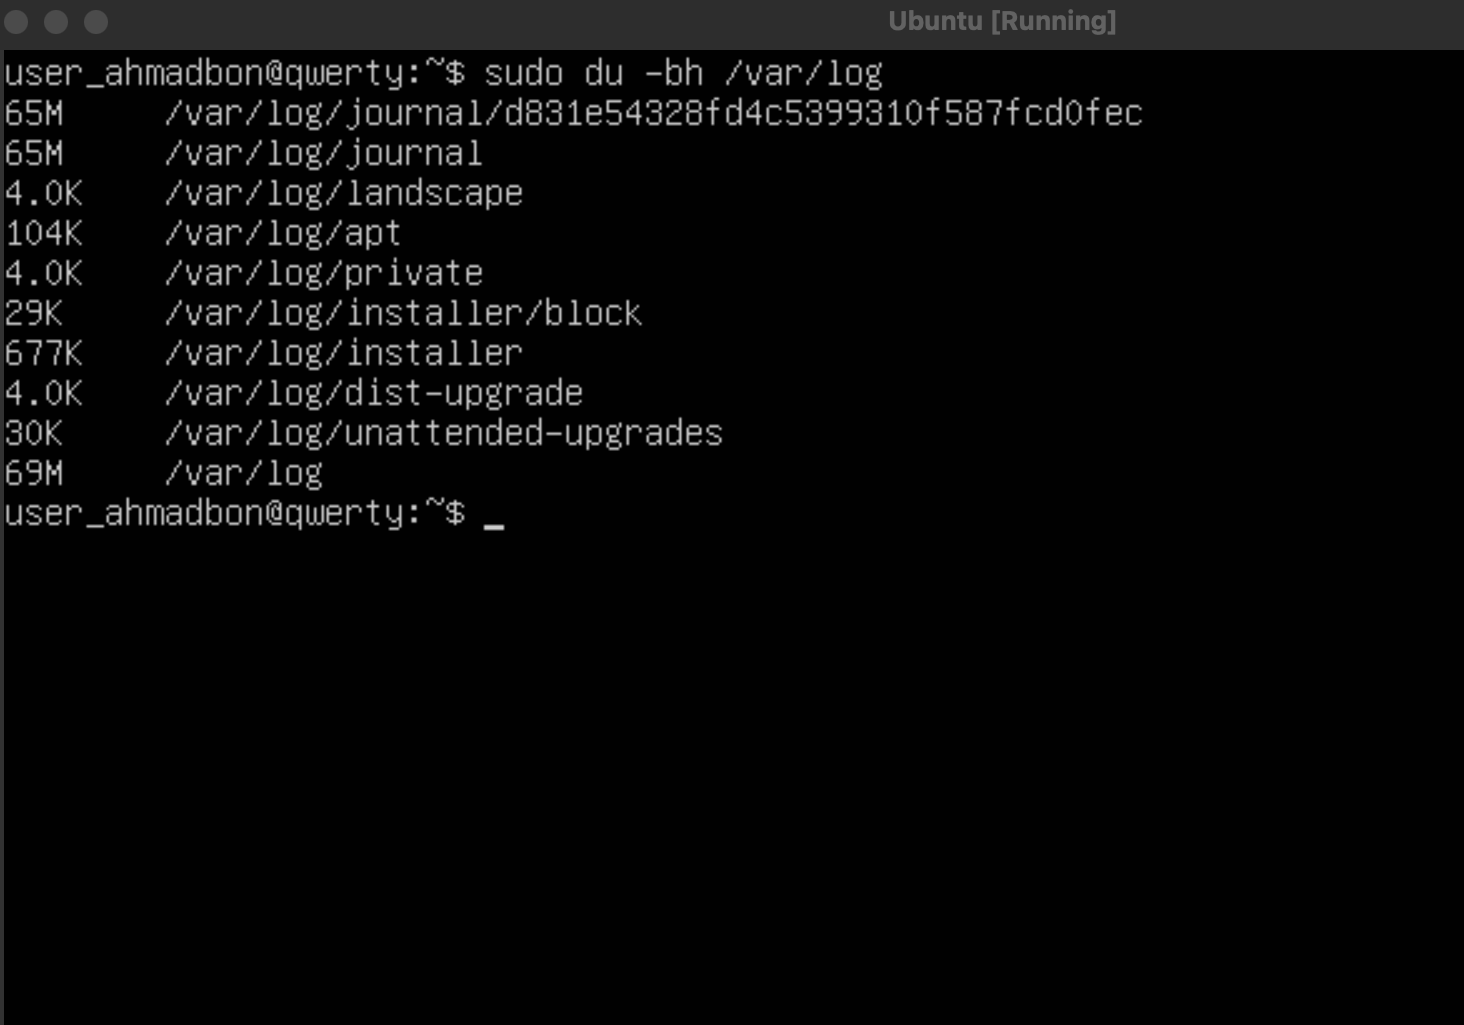 Ubuntu [Running]
user_ahmadbon@qwerty:~$ sudo du -bh /var/log
65M /var/log/journal/d831e54328fd4c5399310f587fcd0fec
65M /var/log/journal
4.0K /var/log/landscape
104K /var/log/apt
4.0K /var/log/private
29K /var/log/installer/block
677K /var/log/installer
4.0K /var/log/dist-upgrade
30K /var/log/unattended-upgrades
69M /var/log
user_ahmadbon@qwerty:~$ _